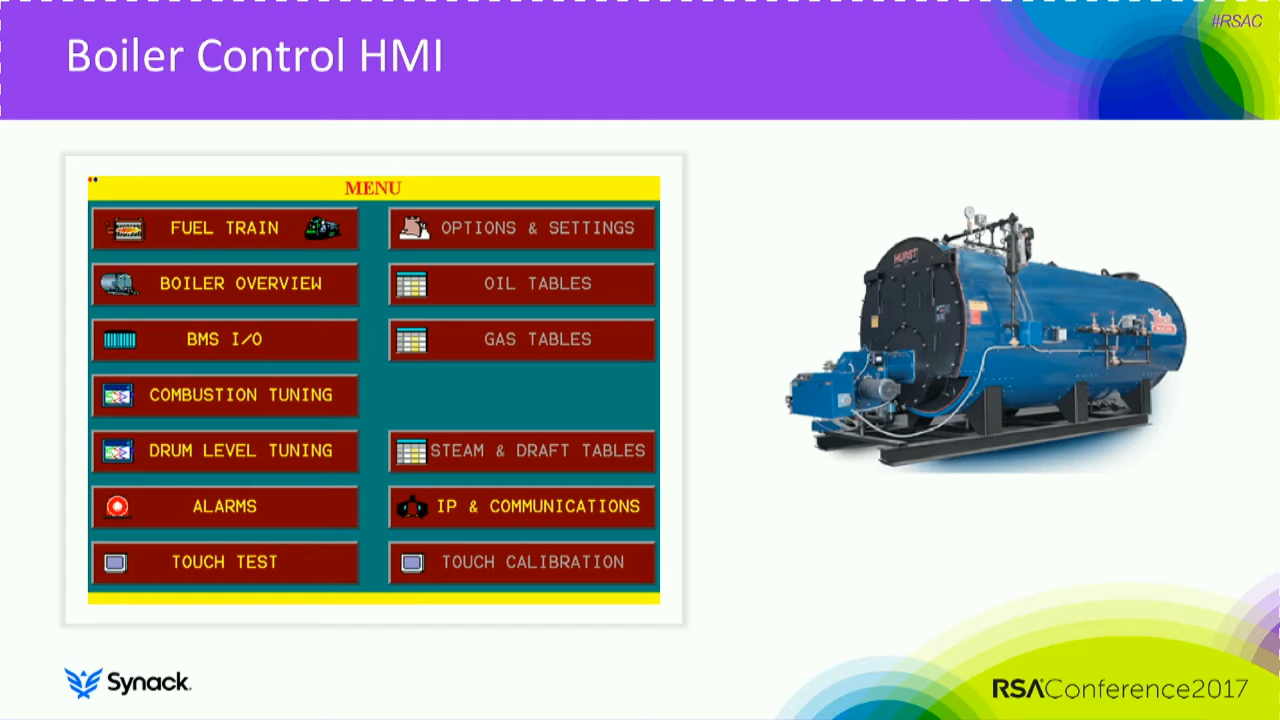 Boiler Control HMI
#RSAC
MENU
FUEL TRAIN
OPTIONS & SETTINGS
BOILER OVERVIEW
OIL TABLES
BMS I/O
GAS TABLES
COMBUSTION TUNING
DRUM LEVEL TUNING
STEAM & DRAFT TABLES
ALARMS
IP & COMMUNICATIONS
TOUCH TEST
TOUCH CALIBRATION
HURST
Synack
RSAConference2017